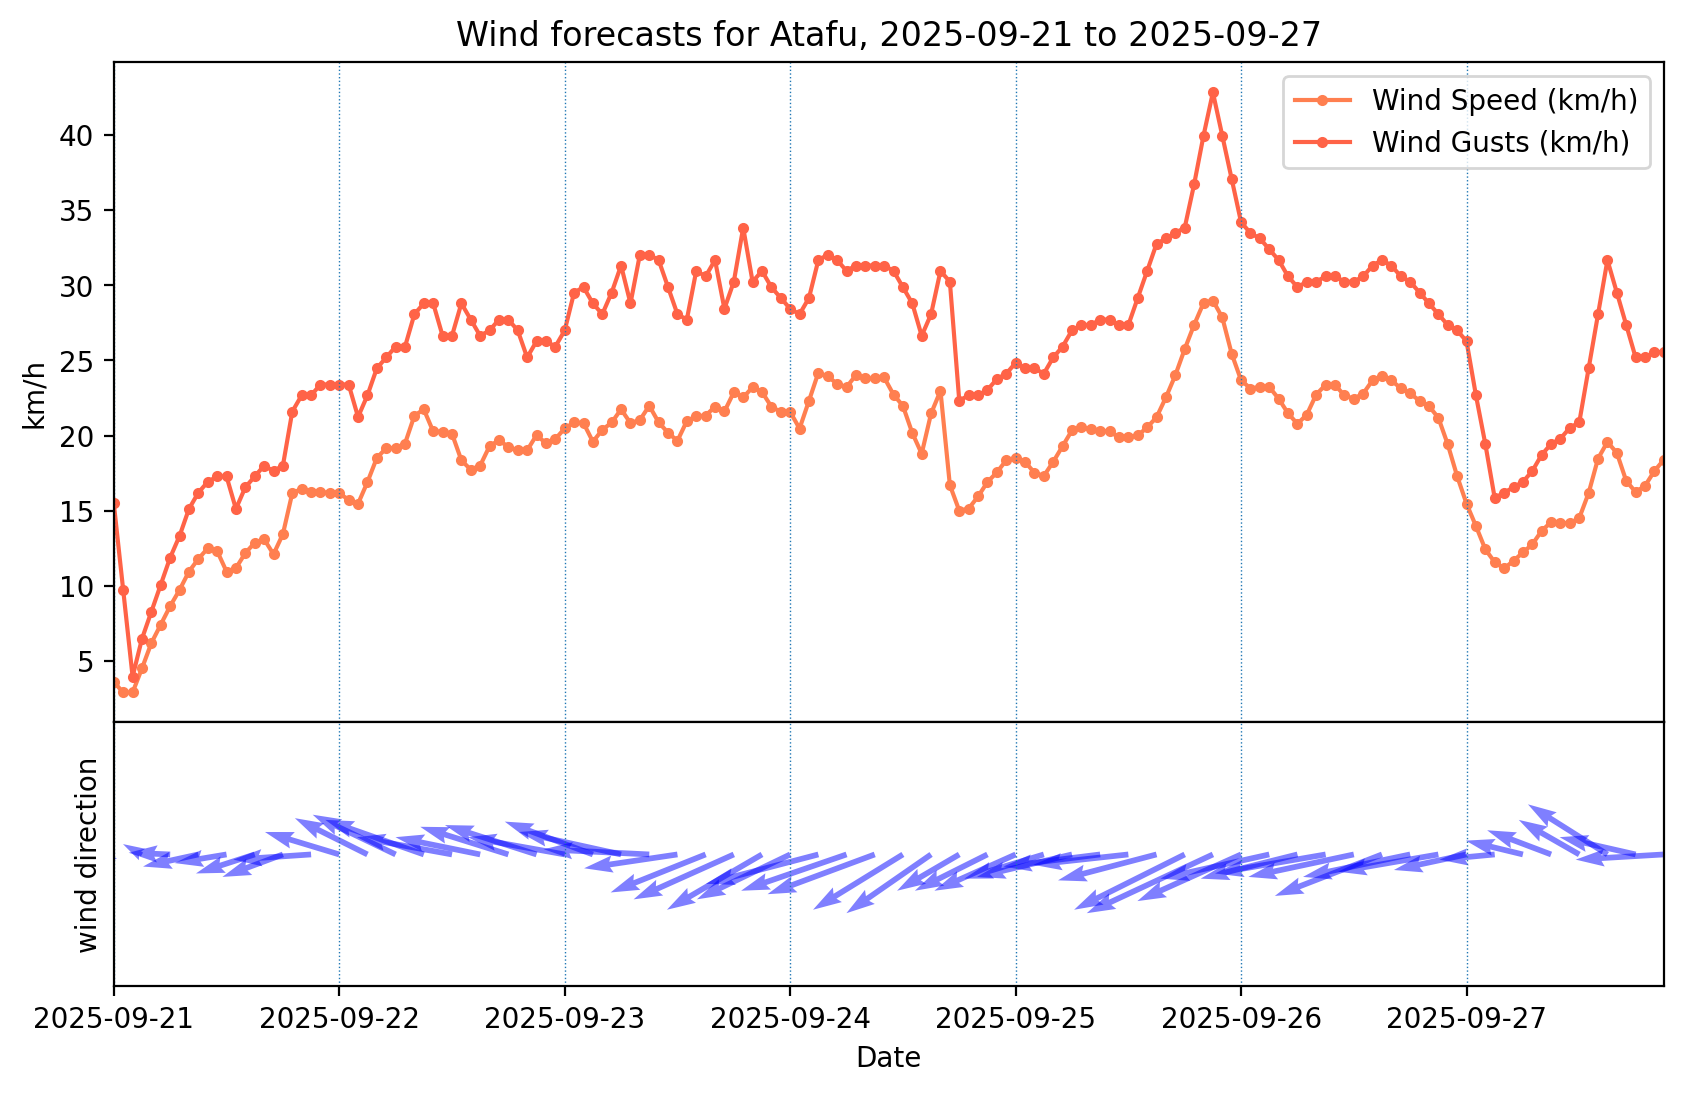 Wind forecasts for Atafu, 2025-09-21 to 2025-09-27
Wind Speed (km/h)
Wind Gusts (km/h)
km/h
40
35
30
25
20
15
10
5
wind direction
2025-09-21
2025-09-22
2025-09-23
2025-09-24
2025-09-25
2025-09-26
2025-09-27
Date